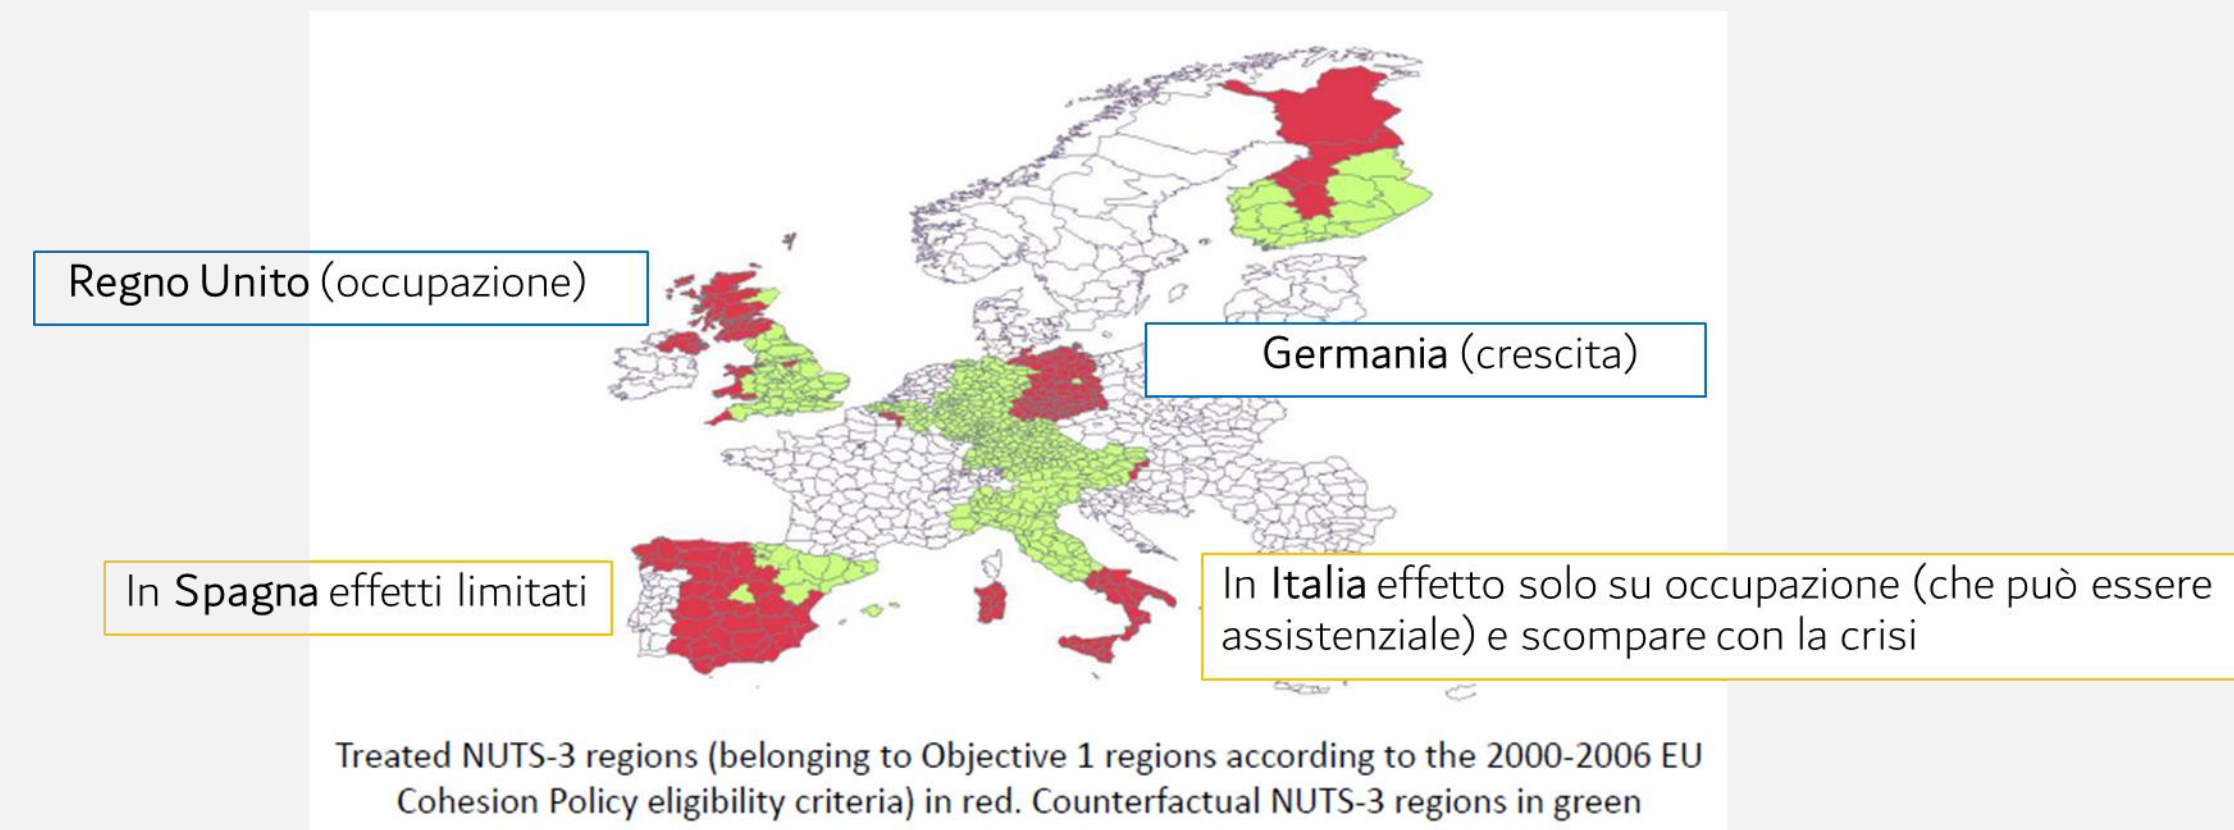 Regno Unito (occupazione)
Germania (crescita)
In Spagna effetti limitati
In Italia effetto solo su occupazione (che può essere
assistenziale) e scompare con la crisi
Treated NUTS-3 regions (belonging to Objective 1 regions according to the 2000-2006 EU
Cohesion Policy eligibility criteria) in red. Counterfactual NUTS-3 regions in green